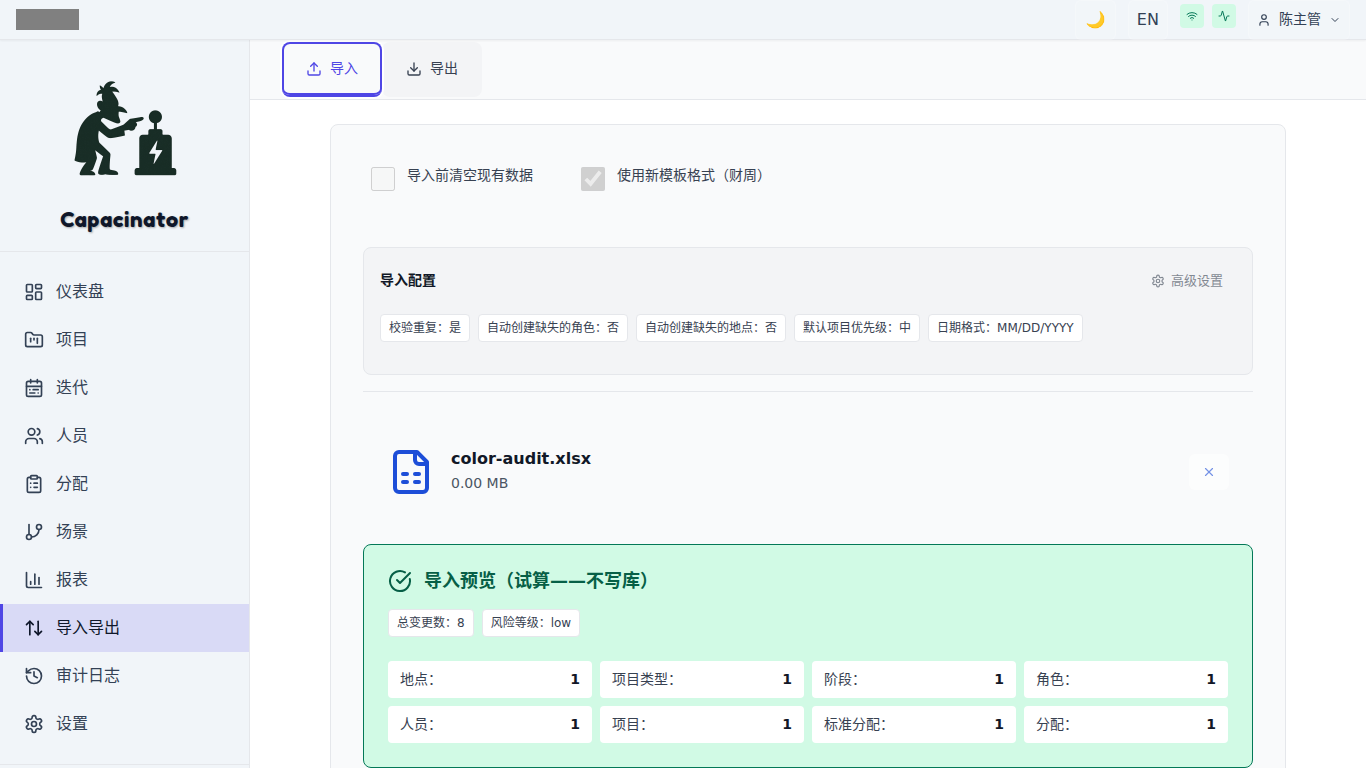 EN
陈主管
导入
导出
Capacinator
仪表盘
项目
迭代
人员
分配
场景
报表
导入导出
审计日志
设置
导入前清空现有数据
使用新模板格式（财周）
导入配置
高级设置
校验重复：是
自动创建缺失的角色：否
自动创建缺失的地点：否
默认项目优先级：中
日期格式：MM/DD/YYYY
color-audit.xlsx
0.00 MB
导入预览（试算——不写库）
总变更数：8
风险等级：low
地点： 1
项目类型： 1
阶段： 1
角色： 1
人员： 1
项目： 1
标准分配： 1
分配： 1